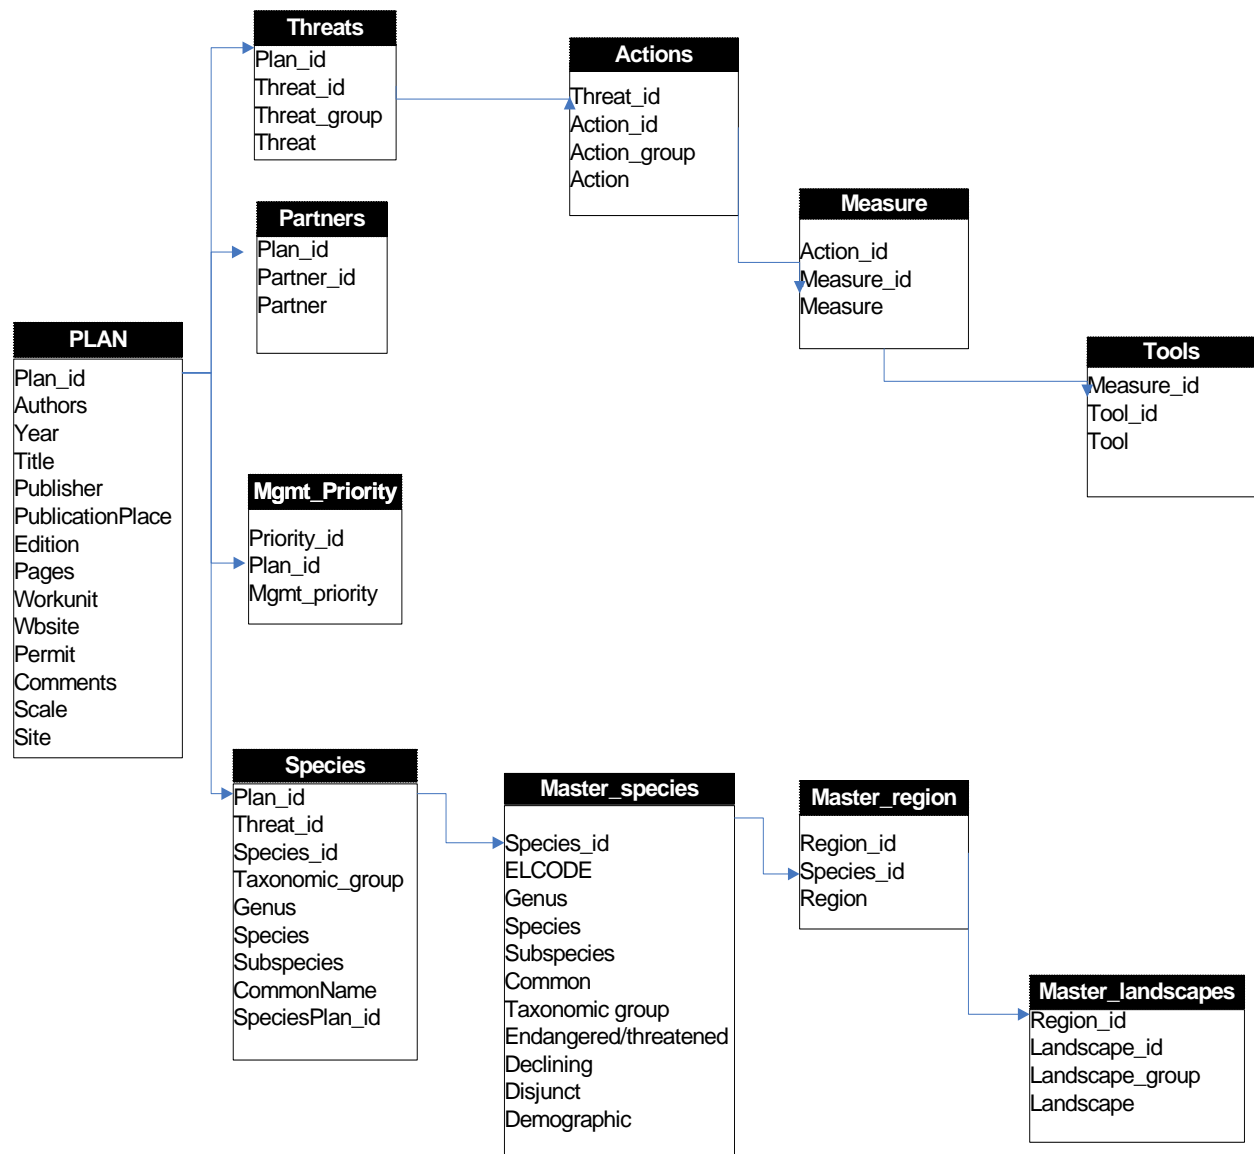 Threats
Plan_id
Threat_id
Threat_group
Threat
Actions
Threat_id
Action_id
Action_group
Action
Partners
Plan_id
Partner_id
Partner
Measure
Action_id
Measure_id
Measure
PLAN
Plan_id
Authors
Year
Title
Publisher
PublicationPlace
Edition
Pages
Workunit
Wbsite
Permit
Comments
Scale
Site
Tools
Measure_id
Tool_id
Tool
Mgmt_Priority
Priority_id
Plan_id
Mgmt_priority
Species
Plan_id
Threat_id
Species_id
Taxonomic_group
Genus
Species
Subspecies
CommonName
SpeciesPlan_id
Master_species
Species_id
ELCODE
Genus
Species
Subspecies
Common
Taxonomic group
Endangered/threatened
Declining
Disjunct
Demographic
Master_region
Region_id
Species_id
Region
Master_landscapes
Region_id
Landscape_id
Landscape_group
Landscape